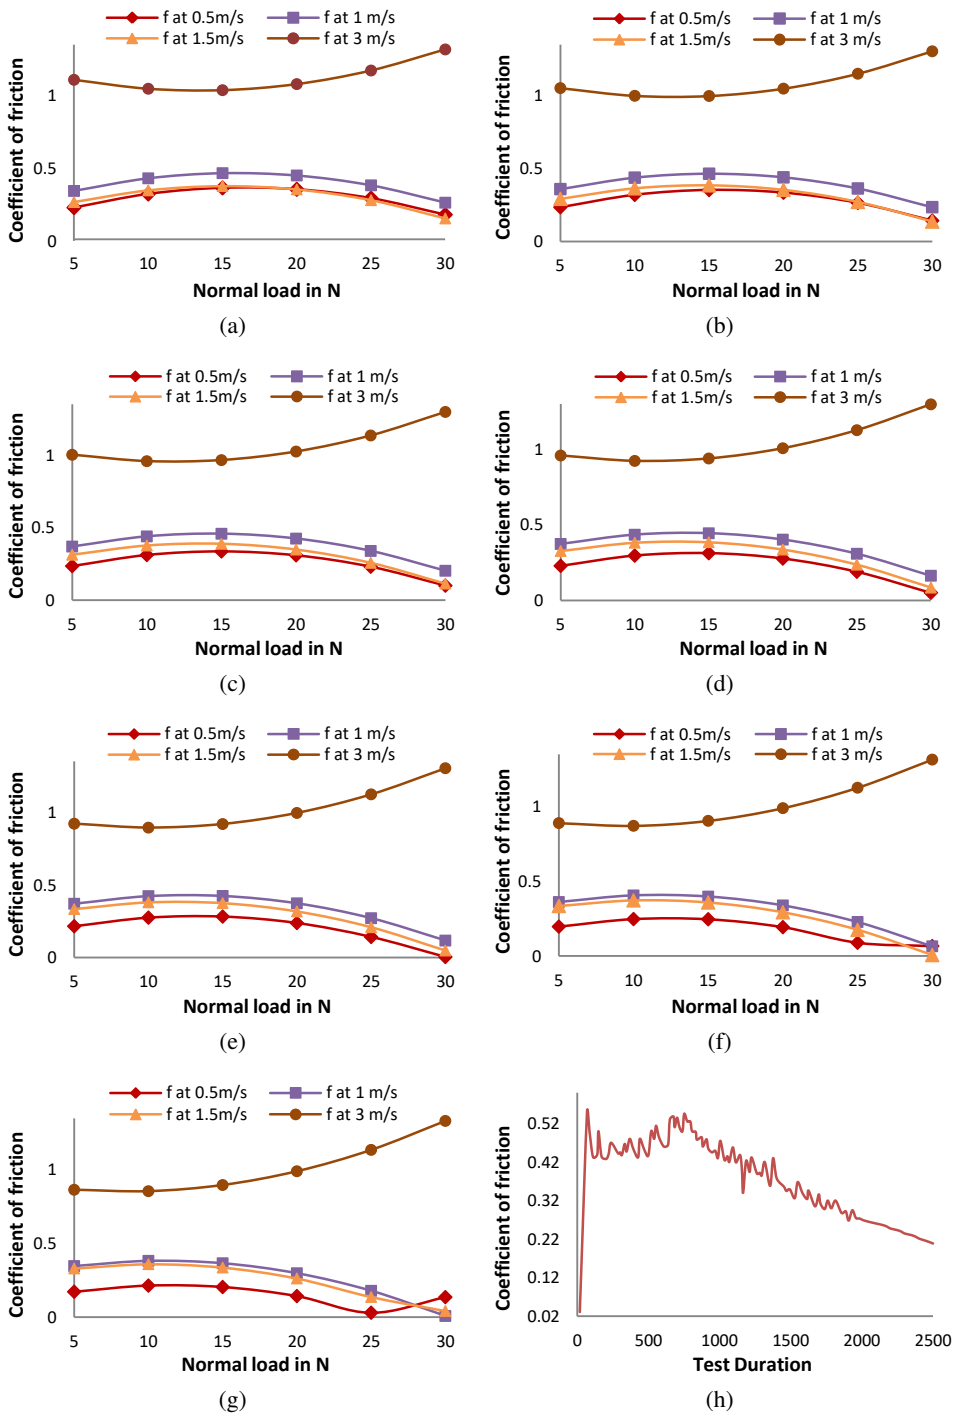 f at 0.5m/s f at 1 m/s
f at 1.5m/s f at 3 m/s
Coefficient of friction
1
0.5
0
5 10 15 20 25 30
Normal load in N
(a)
f at 0.5m/s f at 1 m/s
f at 1.5m/s f at 3 m/s
Coefficient of friction
1
0.5
0
5 10 15 20 25 30
Normal load in N
(b)
f at 0.5m/s f at 1 m/s
f at 1.5m/s f at 3 m/s
Coefficient of friction
1
0.5
0
5 10 15 20 25 30
Normal load in N
(c)
f at 0.5m/s f at 1 m/s
f at 1.5m/s f at 3 m/s
Coefficient of friction
1
0.5
0
5 10 15 20 25 30
Normal load in N
(d)
f at 0.5m/s f at 1 m/s
f at 1.5m/s f at 3 m/s
Coefficient of friction
1
0.5
0
5 10 15 20 25 30
Normal load in N
(e)
f at 0.5m/s f at 1 m/s
f at 1.5m/s f at 3 m/s
Coefficient of friction
1
0.5
0
5 10 15 20 25 30
Normal load in N
(f)
f at 0.5m/s f at 1 m/s
f at 1.5m/s f at 3 m/s
Coefficient of friction
1
0.5
0
5 10 15 20 25 30
Normal load in N
(g)
Coefficient of friction
0.52
0.42
0.32
0.22
0.12
0.02
0 500 1000 1500 2000 2500
Test Duration
(h)